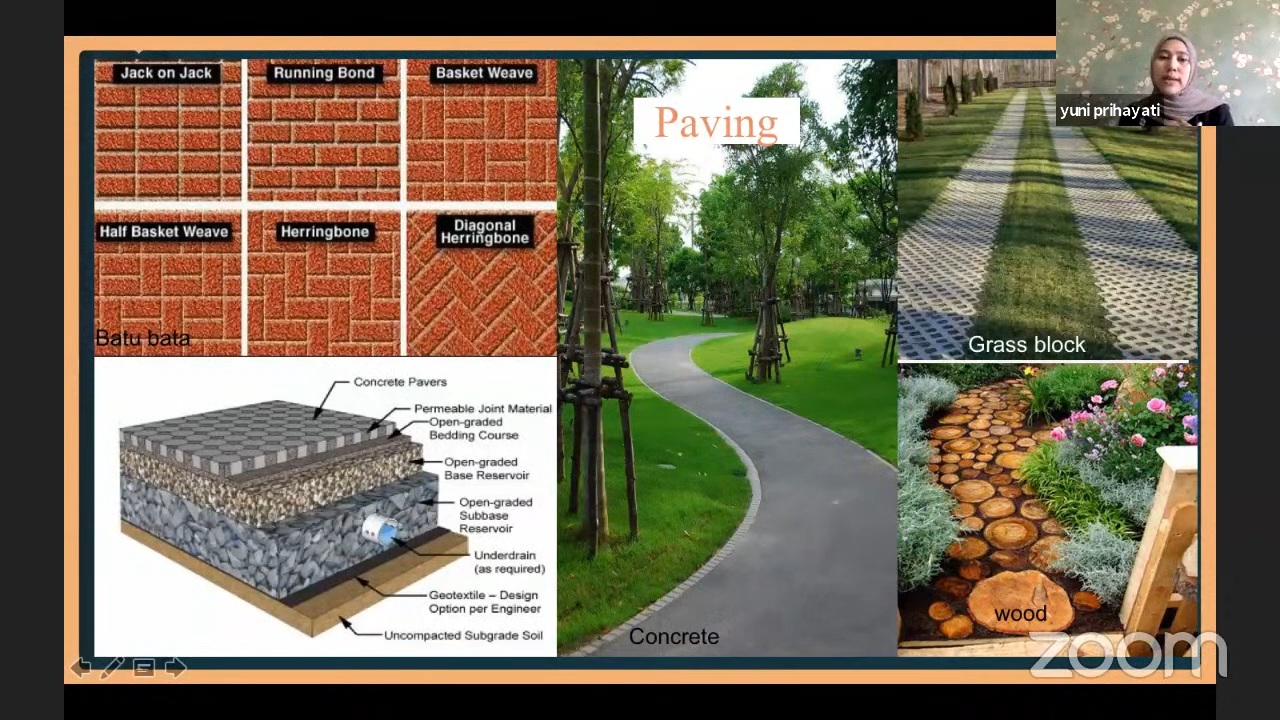 Jack on Jack
Running Bond
Basket Weave
Half Basket Weave
Herringbone
Diagonal
Herringbone
Batu bata
Concrete Pavers
Permeable Joint Material
Open-graded
Bedding Course
Open-graded
Base Reservoir
Open-graded
Subbase
Reservoir
Underdrain
(as required)
Geotextile – Design
Option per Engineer
Uncompacted Subgrade Soil
Paving
Concrete
Grass block
wood
yuni prihayati
zoom